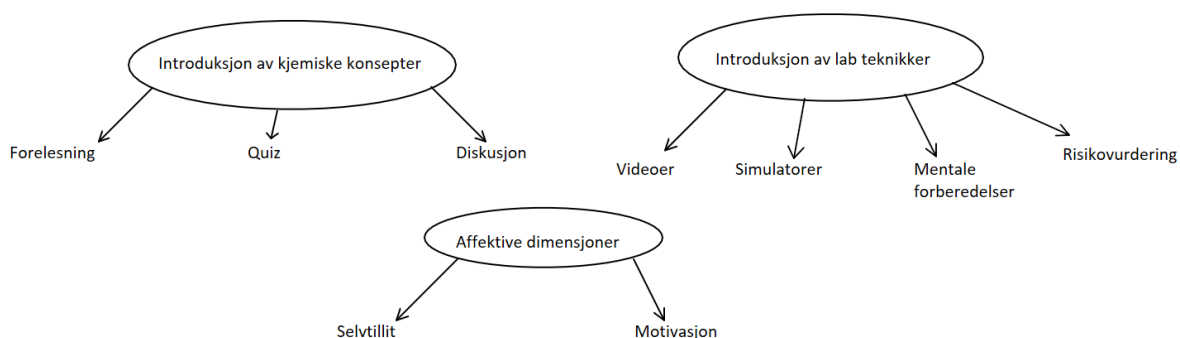 Introduksjon av kjemiske konsepter
Introduksjon av lab teknikker
Forelesning
Quiz
Diskusjon
Videoer
Simulatorer
Mentale
forberedelser
Risikovurdering
Affektive dimensjoner
Selvtillit
Motivasjon